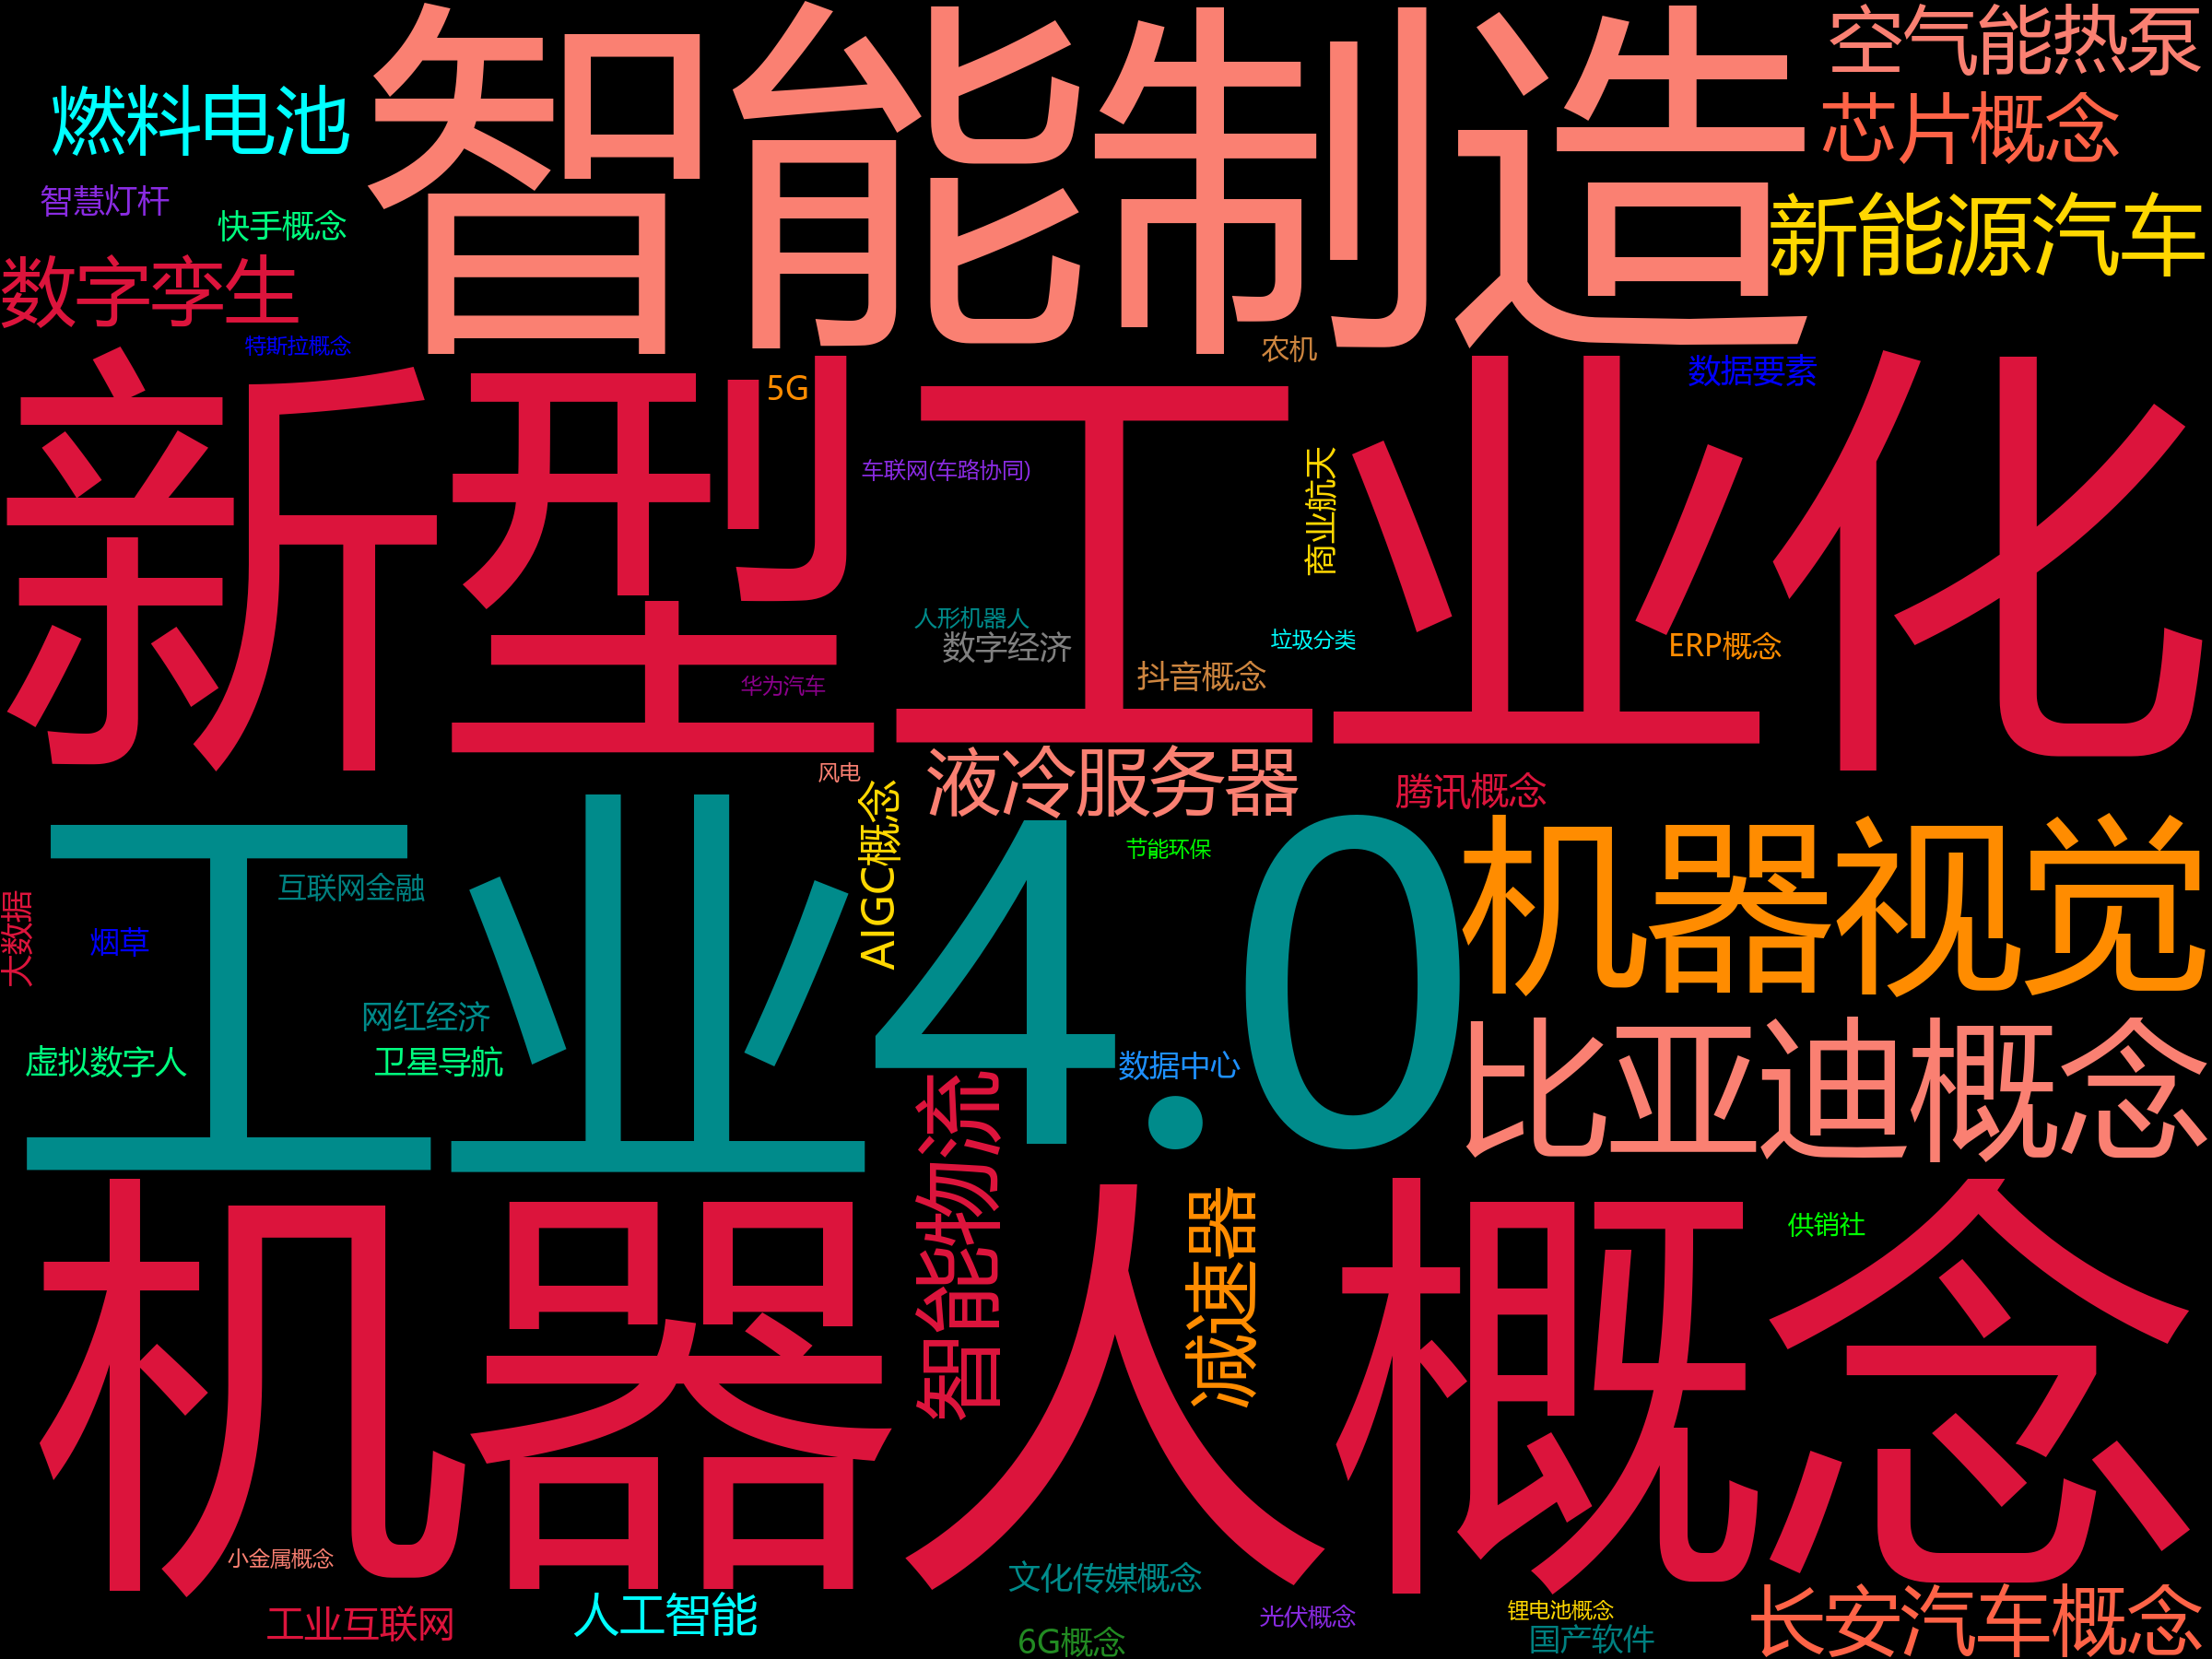 智能制造
空气能热泵
燃料电池
芯片概念
智慧灯杆
快手概念
新能源汽车
数字孪生
特斯拉概念
农机
数据要素
新型工业化
5G
车联网(车路协同)
商业航天
人形机器人
数字经济
垃圾分类
ERP概念
抖音概念
华为汽车
风电
液冷服务器
腾讯概念
工业4.0
AIGC概念
节能环保
机器视觉
互联网金融
大数据
烟草
网红经济
虚拟数字人
卫星导航
数据中心
比亚迪概念
智能物流
减速器
机器人概念
供销社
小金属概念
文化传媒概念
工业互联网
人工智能
6G概念
光伏概念
锂电池概念
国产软件
长安汽车概念